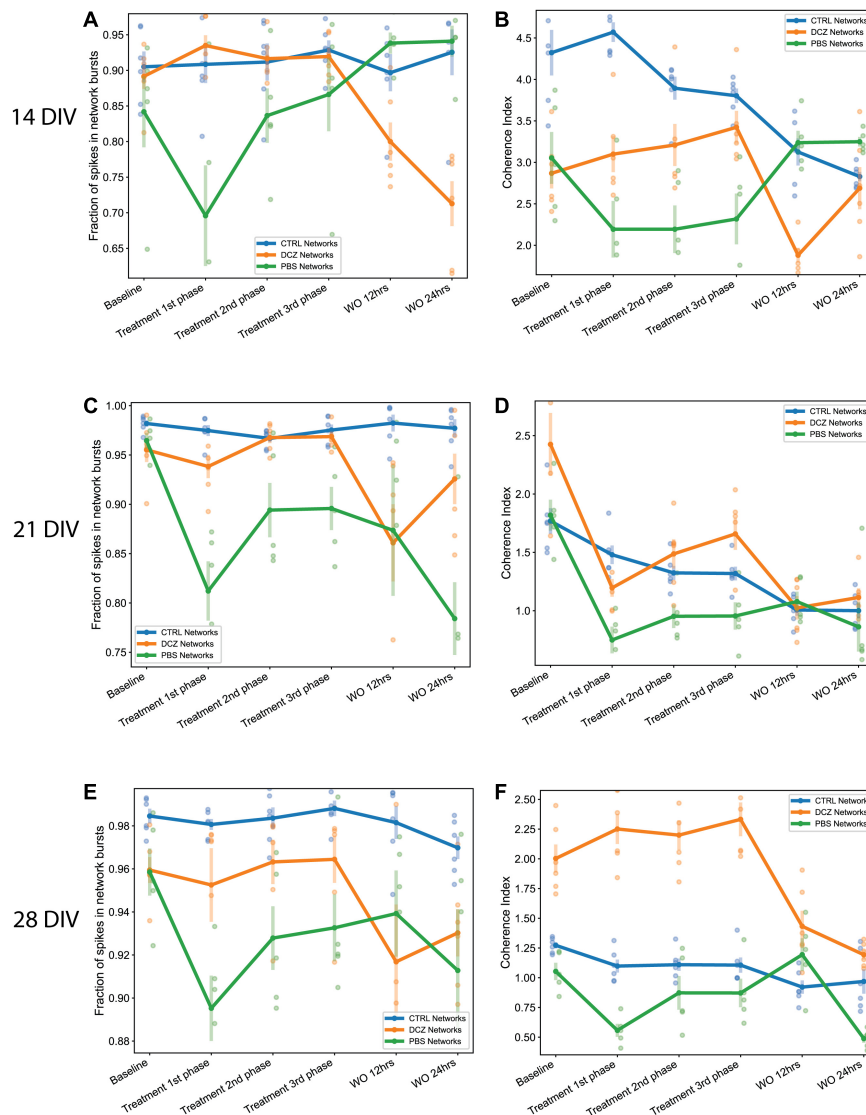 A
14 DIV
Fraction of spikes in network bursts
0.95
0.90
0.85
0.80
0.75
0.70
0.65
CTRL Networks
DCZ Networks
PBS Networks
Baseline
Treatment 1st phase
Treatment 2nd phase
Treatment 3rd phase
WO 12hrs
WO 24hrs
B
Coherence Index
4.5
4.0
3.5
3.0
2.5
2.0
CTRL Networks
DCZ Networks
PBS Networks
Baseline
Treatment 1st phase
Treatment 2nd phase
Treatment 3rd phase
WO 12hrs
WO 24hrs
C
21 DIV
Fraction of spikes in network bursts
1.00
0.95
0.90
0.85
0.80
0.75
CTRL Networks
DCZ Networks
PBS Networks
Baseline
Treatment 1st phase
Treatment 2nd phase
Treatment 3rd phase
WO 12hrs
WO 24hrs
D
Coherence Index
2.5
2.0
1.5
1.0
CTRL Networks
DCZ Networks
PBS Networks
Baseline
Treatment 1st phase
Treatment 2nd phase
Treatment 3rd phase
WO 12hrs
WO 24hrs
E
28 DIV
Fraction of spikes in network bursts
0.98
0.96
0.94
0.92
0.90
0.88
CTRL Networks
DCZ Networks
PBS Networks
Baseline
Treatment 1st phase
Treatment 2nd phase
Treatment 3rd phase
WO 12hrs
WO 24hrs
F
Coherence Index
2.50
2.25
2.00
1.75
1.50
1.25
1.00
0.75
0.50
CTRL Networks
DCZ Networks
PBS Networks
Baseline
Treatment 1st phase
Treatment 2nd phase
Treatment 3rd phase
WO 12hrs
WO 24hrs